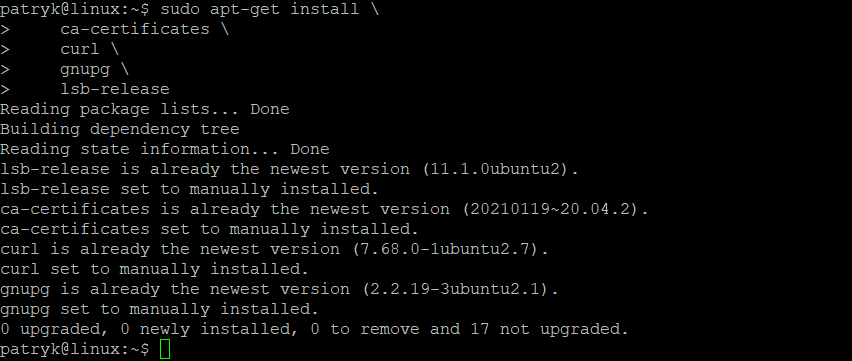 patryk@linux:~$ sudo apt-get install \
>     ca-certificates \
>     curl \
>     gnupg \
>     lsb-release
Reading package lists... Done
Building dependency tree
Reading state information... Done
lsb-release is already the newest version (11.1.0ubuntu2).
lsb-release set to manually installed.
ca-certificates is already the newest version (20210119~20.04.2).
ca-certificates set to manually installed.
curl is already the newest version (7.68.0-1ubuntu2.7).
curl set to manually installed.
gnupg is already the newest version (2.2.19-3ubuntu2.1).
gnupg set to manually installed.
0 upgraded, 0 newly installed, 0 to remove and 17 not upgraded.
patryk@linux:~$